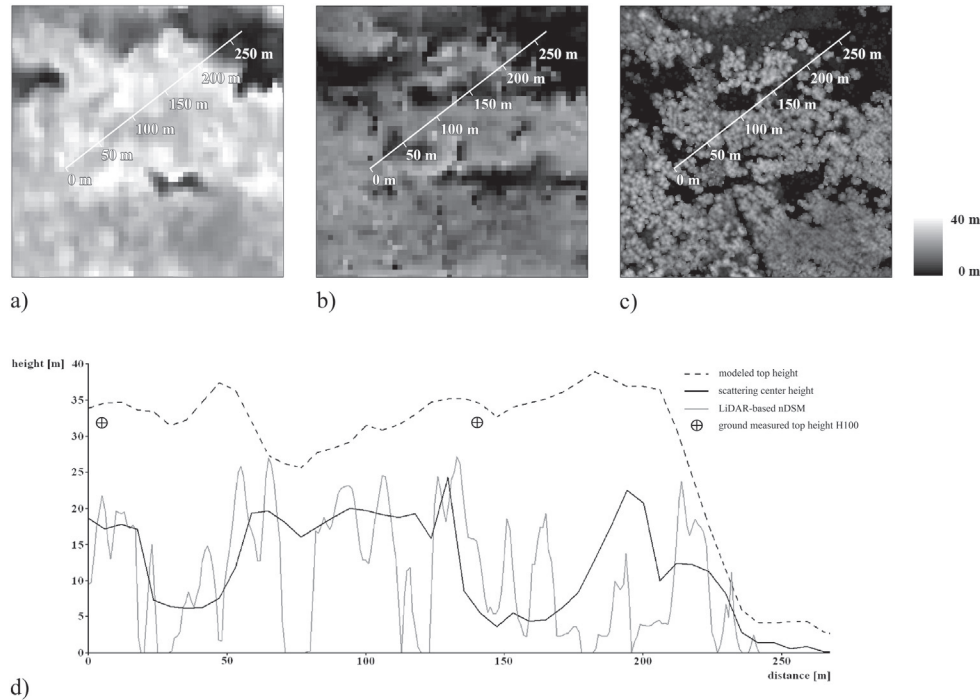 0 m
50 m
100 m
150 m
200 m
250 m
0 m
50 m
100 m
150 m
200 m
250 m
0 m
50 m
100 m
150 m
200 m
250 m
40 m
0 m
a)
b)
c)
height [m]
40
35
30
25
20
15
10
5
0
0
50
100
150
200
250
distance [m]
modeled top height
scattering center height
LiDAR-based nDSM
ground measured top height H100
d)